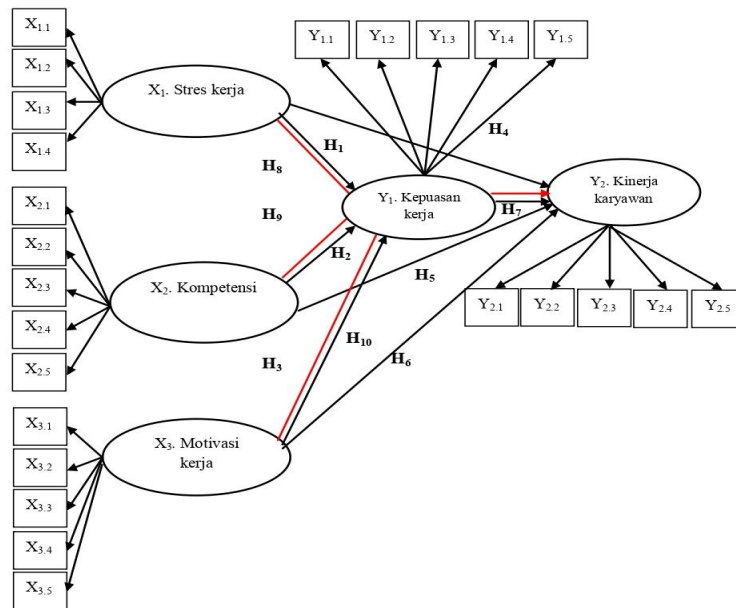 X1.1
X1.2
X1.3
X1.4
X1. Stres kerja
Y1.1
Y1.2
Y1.3
Y1.4
Y1.5
H1
H4
H8
H9
Y1. Kepuasan
kerja
Y2. Kinerja
karyawan
H7
X2.1
X2.2
X2.3
X2.4
X2.5
X2. Kompetensi
H2
H5
Y2.1
Y2.2
Y2.3
Y2.4
Y2.5
H3
H10
H6
X3.1
X3.2
X3.3
X3.4
X3.5
X3. Motivasi
kerja